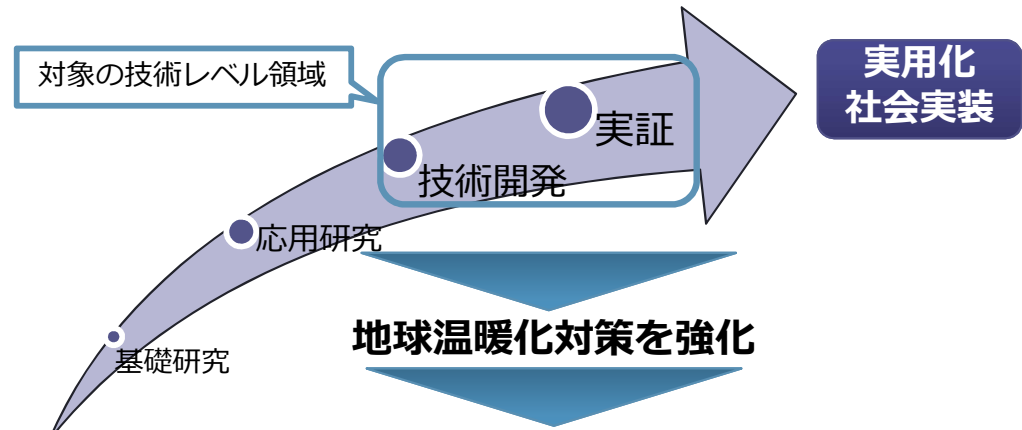 対象の技術レベル領域
実用化
社会実装
実証
技術開発
応用研究
基礎研究
地球温暖化対策を強化